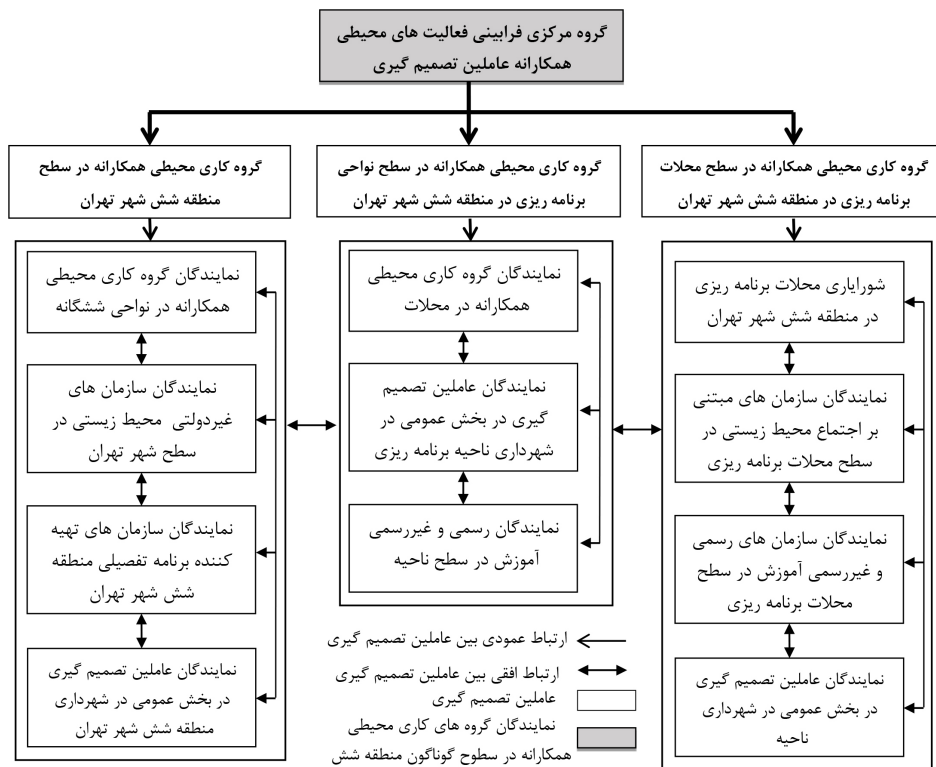 گروه مرکزی فرابینی فعالیت های محیطی
همکارانه عاملین تصمیم گیری
گروه کاری محیطی همکارانه در سطح محلات
برنامه ریزی در منطقه شش شهر تهران
گروه کاری محیطی همکارانه در سطح نواحی
برنامه ریزی در منطقه شش شهر تهران
گروه کاری محیطی همکارانه در سطح
منطقه شش شهر تهران
شورایاری محلات برنامه ریزی
در منطقه شش شهر تهران
نمایندگان سازمان های مبتنی
بر اجتماع محیط زیستی در
سطح محلات برنامه ریزی
نمایندگان سازمان های رسمی
و غیررسمی آموزش در سطح
محلات برنامه ریزی
نمایندگان عاملین تصمیم گیری
در بخش عمومی در شهرداری
ناحیه
نمایندگان گروه کاری محیطی
همکارانه در محلات
نمایندگان عاملین تصمیم
گیری در بخش عمومی در
شهرداری ناحیه برنامه ریزی
نمایندگان رسمی و غیررسمی
آموزش در سطح ناحیه
نمایندگان گروه کاری محیطی
همکارانه در نواحی ششگانه
نمایندگان سازمان های
غیردولتی محیط زیستی در
سطح شهر تهران
نمایندگان سازمان های تهیه
کننده برنامه تفصیلی منطقه
شش شهر تهران
نمایندگان عاملین تصمیم گیری
در بخش عمومی در شهرداری
منطقه شش شهر تهران
ارتباط عمودی بین عاملین تصمیم گیری
ارتباط افقی بین عاملین تصمیم گیری
عاملین تصمیم گیری
نمایندگان گروه های کاری محیطی
همکارانه در سطوح گوناگون منطقه شش